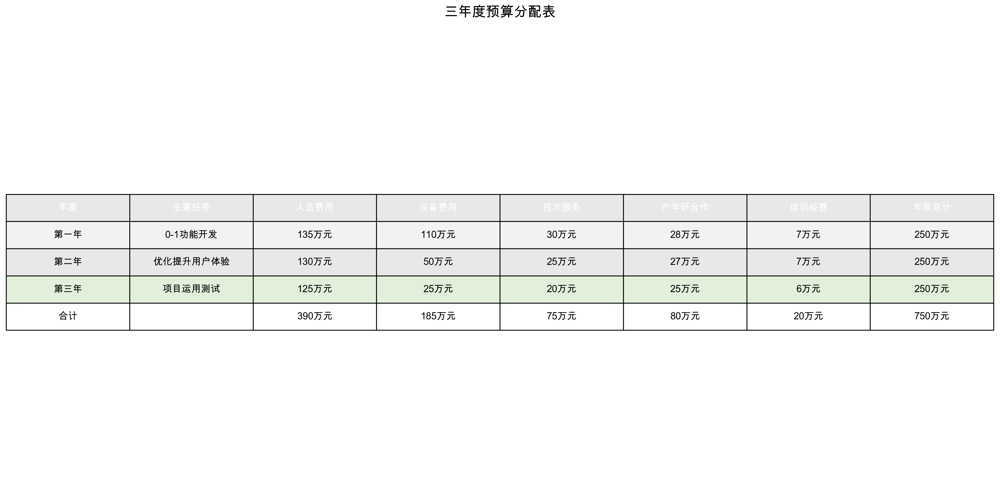 三年度预算分配表
年度 主要任务 人员费用 设备费用 技术服务 产学研合作 培训经费 年度总计
第一年 0-1功能开发 135万元 110万元 30万元 28万元 7万元 250万元
第二年 优化提升用户体验 130万元 50万元 25万元 27万元 7万元 250万元
第三年 项目运用测试 125万元 25万元 20万元 25万元 6万元 250万元
合计 390万元 185万元 75万元 80万元 20万元 750万元